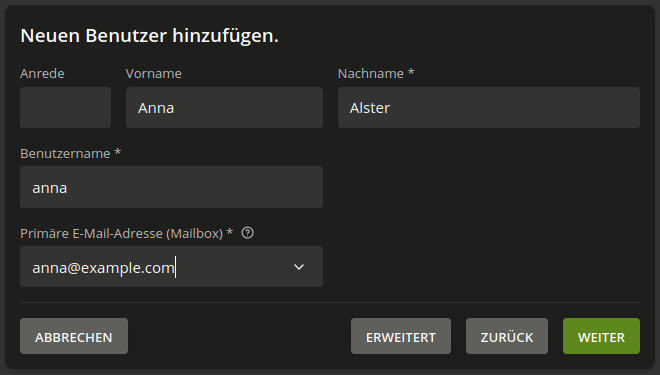 Neuen Benutzer hinzufügen.
Anrede Vorname Nachname *
Anna Alster
Benutzername *
anna
Primäre E-Mail-Adresse (Mailbox) *
anna@example.com
ABBRECHEN ERWEITERT ZURÜCK WEITER